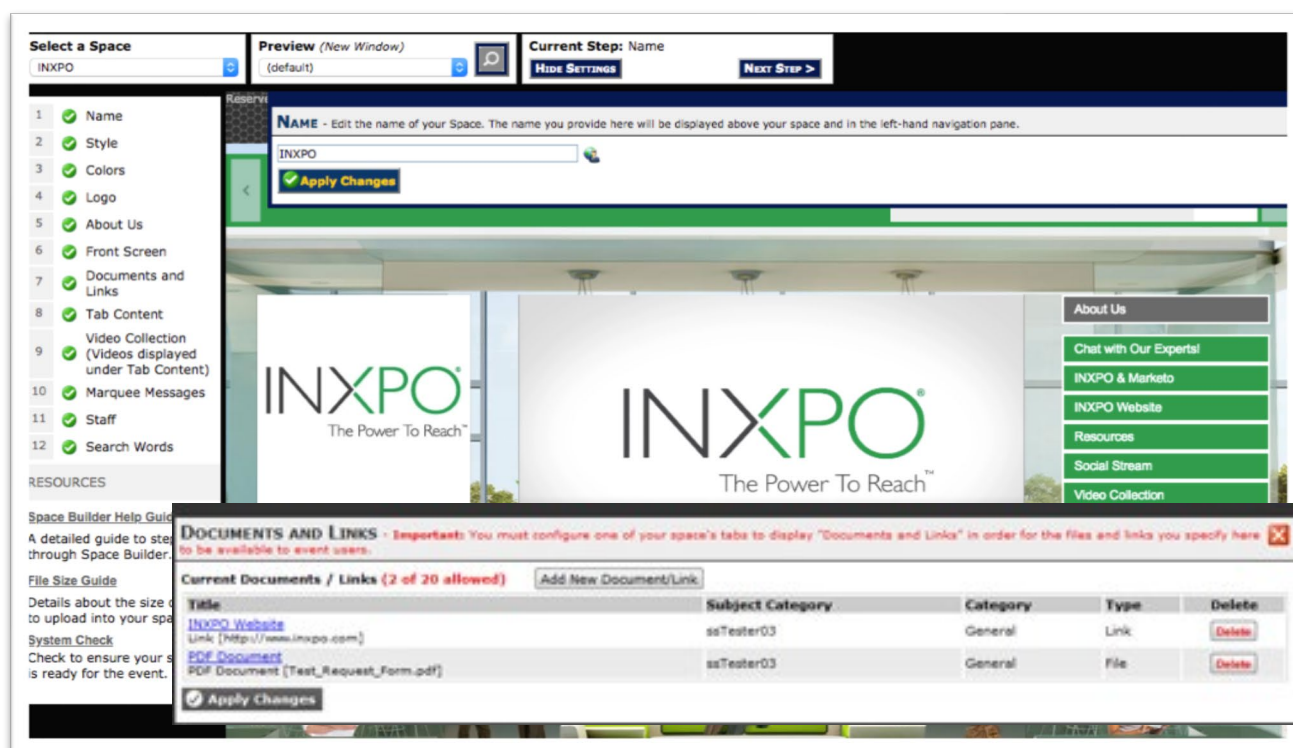 Select a Space
INXPO
Preview (New Window)
(default)
Current Step: Name
HIDE SETTINGS
NEXT STEP >
1 Name
2 Style
3 Colors
4 Logo
5 About Us
6 Front Screen
7 Documents and
Links
8 Tab Content
9 Video Collection
(Videos displayed
under Tab Content)
10 Marquee Messages
11 Staff
12 Search Words
RESOURCES
Space Builder Help Guid
A detailed guide to step
through Space Builder.
File Size Guide
Details about the size o
to upload into your spa
System Check
Check to ensure your s
is ready for the event.
Reserve
NAME - Edit the name of your Space. The name you provide here will be displayed above your space and in the left-hand navigation pane.
INXPO
Apply Changes
INXPO
The Power To Reach™
INXPO
The Power To Reach™
About Us
Chat with Our Experts!
INXPO & Marketo
INXPO Website
Resources
Social Stream
Video Collection
DOCUMENTS AND LINKS - Important: You must configure one of your space's tabs to display "Documents and Links" in order for the files and links you specify here
to be available to event users.
Current Documents / Links (2 of 20 allowed) Add New Document/Link
Title Subject Category Category Type Delete
INXPO Website
Link [http://www.inxpo.com] ssTester03 General Link Delete
PDF Document
PDF Document [Test_Request_Form.pdf] ssTester03 General File Delete
Apply Changes